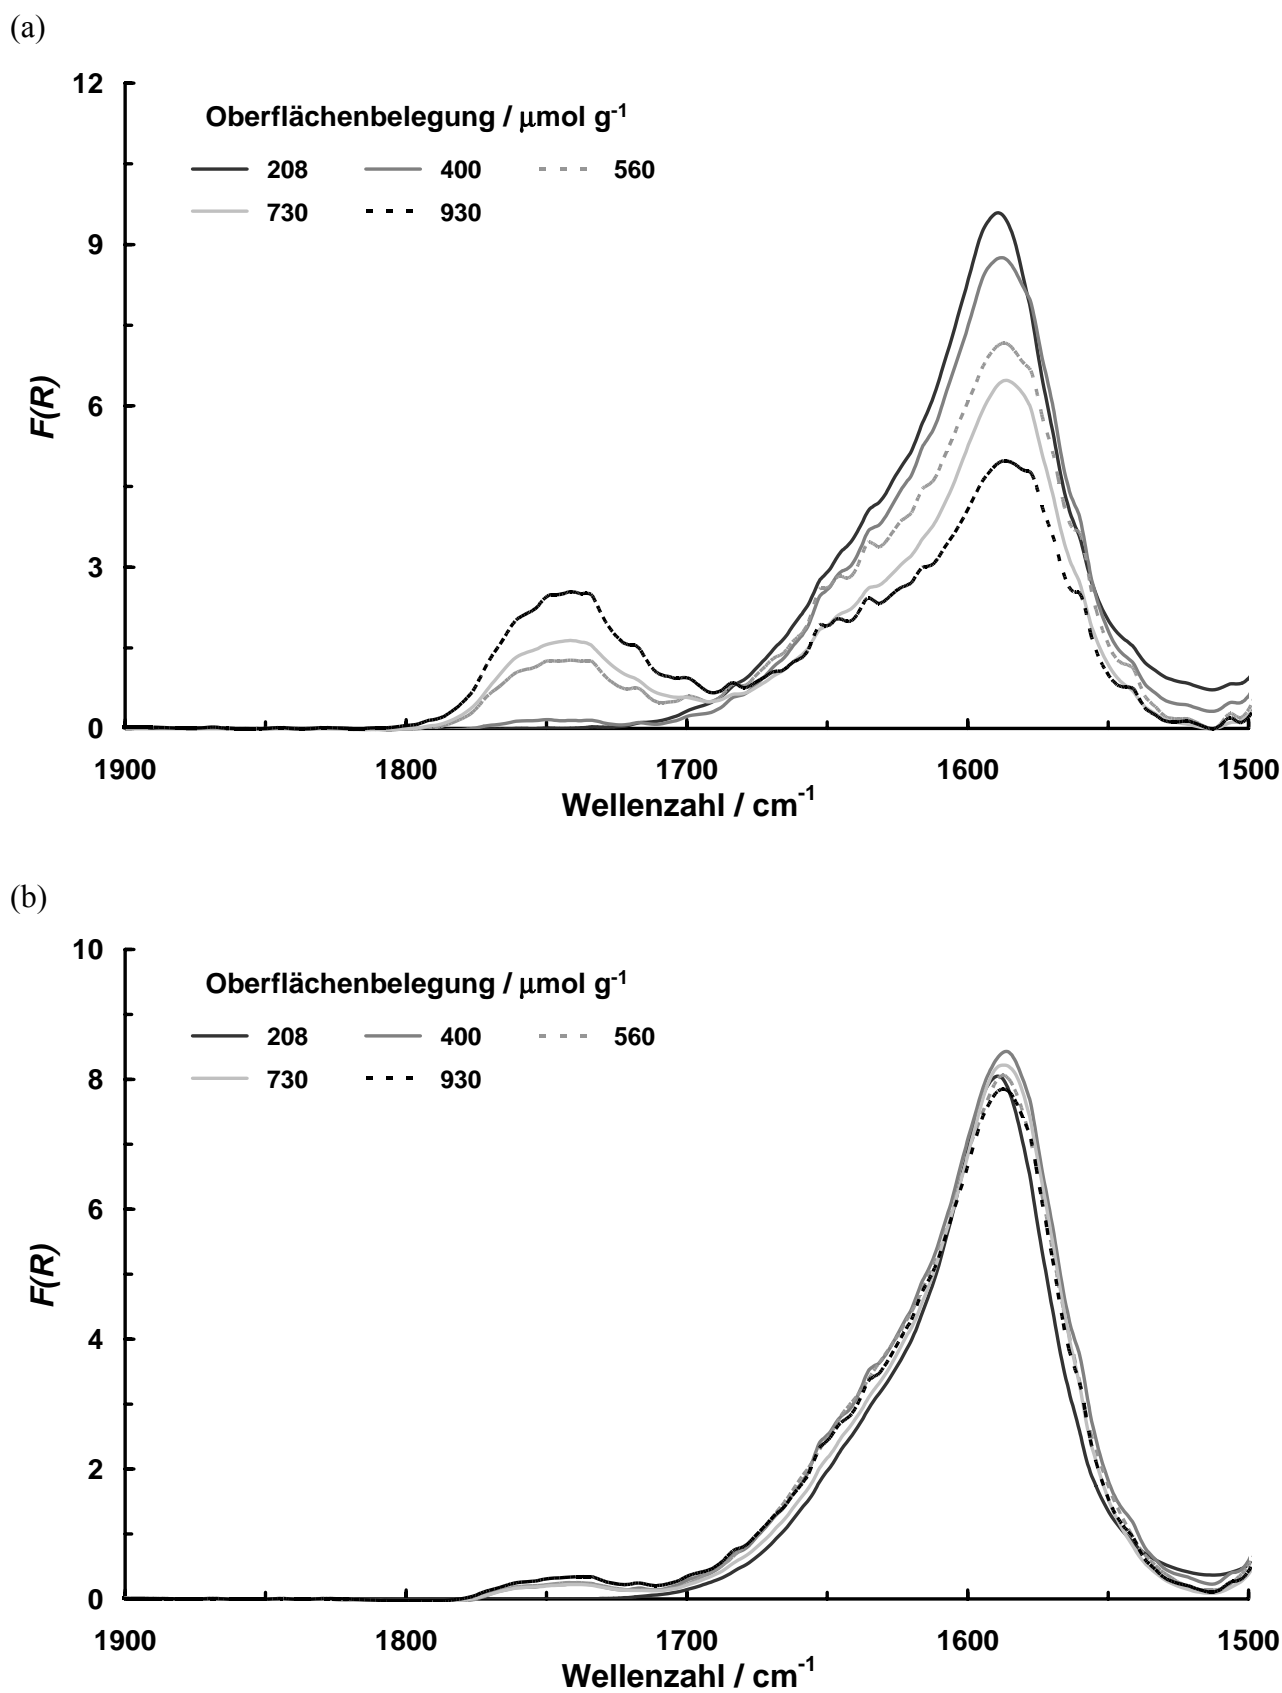 (a)
12
Oberflächenbelegung / μmol g-1
208 400 560
730 930
9
6
3
0
F(R)
1900 1800 1700 1600 1500
Wellenzahl / cm-1
(b)
10
Oberflächenbelegung / μmol g-1
208 400 560
730 930
8
6
4
2
0
F(R)
1900 1800 1700 1600 1500
Wellenzahl / cm-1